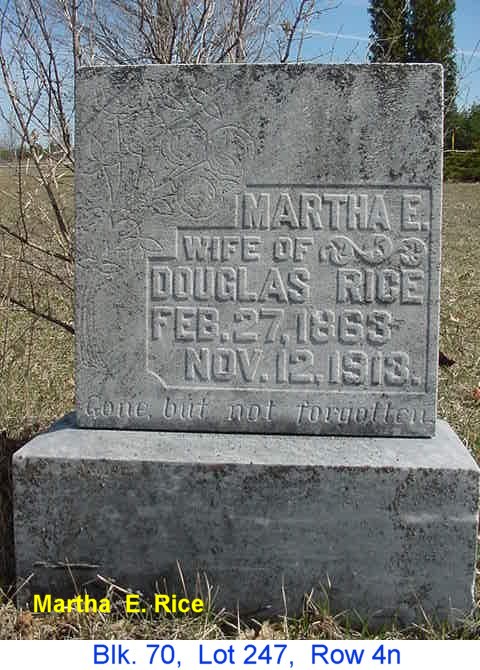 MARTHA E.
WIFE OF
DOUGLAS RICE
FEB. 27, 1863
NOV. 12, 1913.
Gone, but not forgotten
Martha E. Rice
Blk. 70, Lot 247, Row 4n